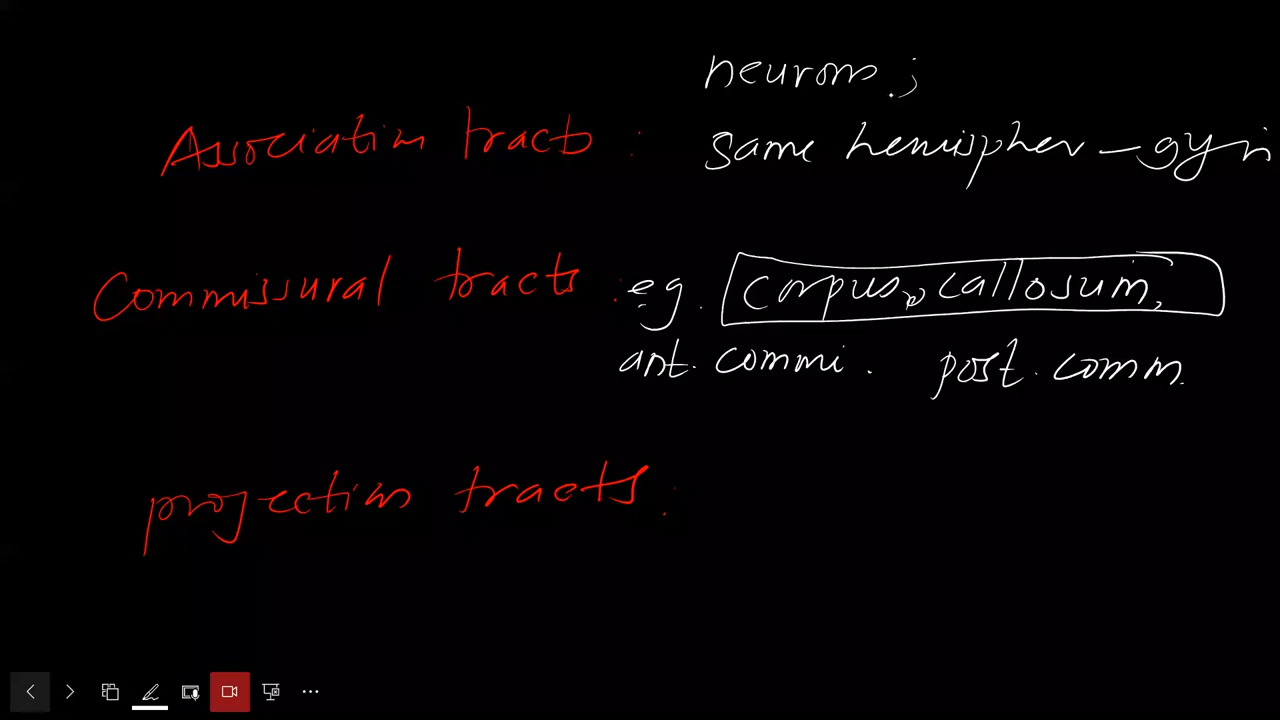 neurons ;
Association tracts : same hemispher – gyri
Commissural tracts : eg. corpus callosum,
ant. commi. post. comm.
projection tracts :